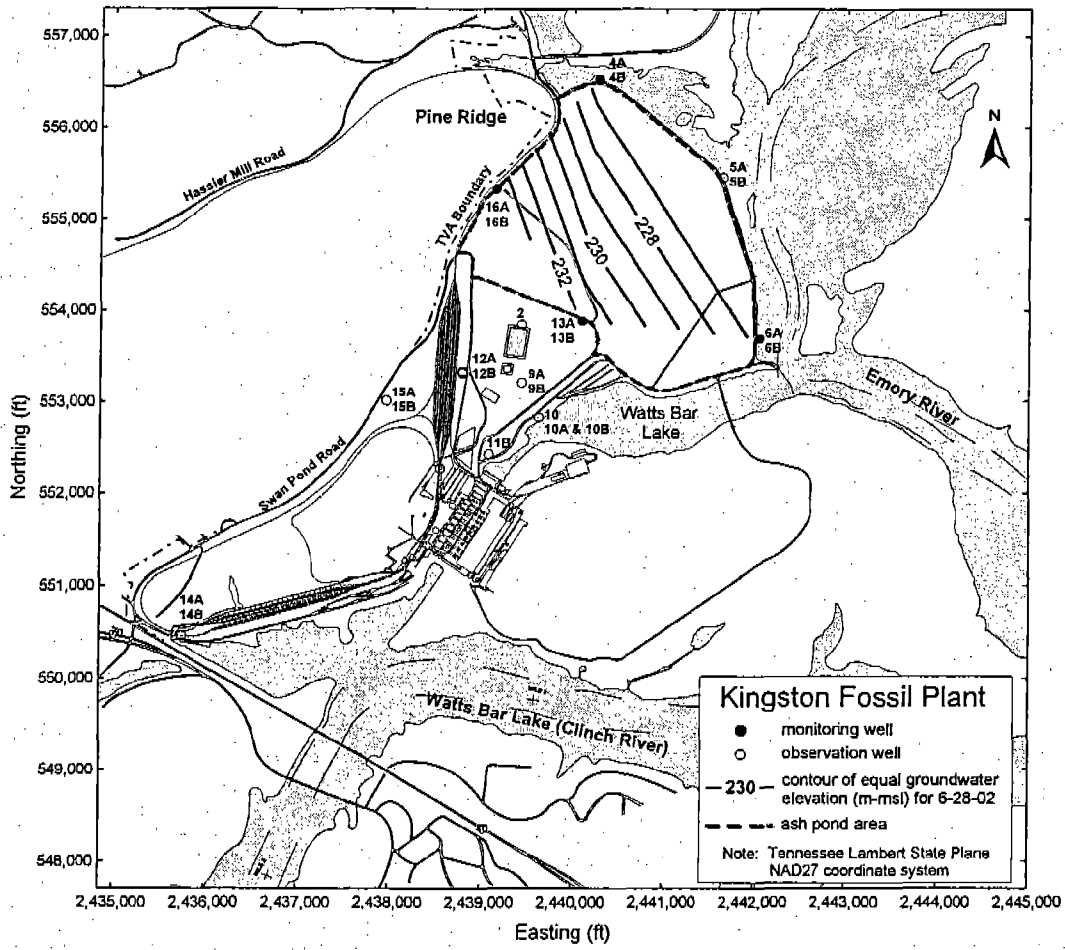 557,000
556,000
555,000
554,000
553,000
552,000
551,000
550,000
549,000
548,000
Northing (ft)
2,435,000
2,436,000
2,437,000
2,438,000
2,439,000
2,440,000
2,441,000
2,442,000
2,443,000
2,444,000
2,445,000
Easting (ft)
4A
4B
Pine Ridge
N
Hassler Mill Road
5A
5B
TVA Boundary
16A
16B
228
230
232
2
13A
13B
6A
6B
12A
12B
9A
9B
15A
15B
10
10A & 10B
Watts Bar
Lake
Emory River
11B
Swan Pond Road
14A
14B
70
Watts Bar Lake (Clinch River)
Kingston Fossil Plant
monitoring well
observation well
230
contour of equal groundwater
elevation (m-msl) for 6-28-02
ash pond area
Note: Tennessee Lambert State Plane
NAD27 coordinate system